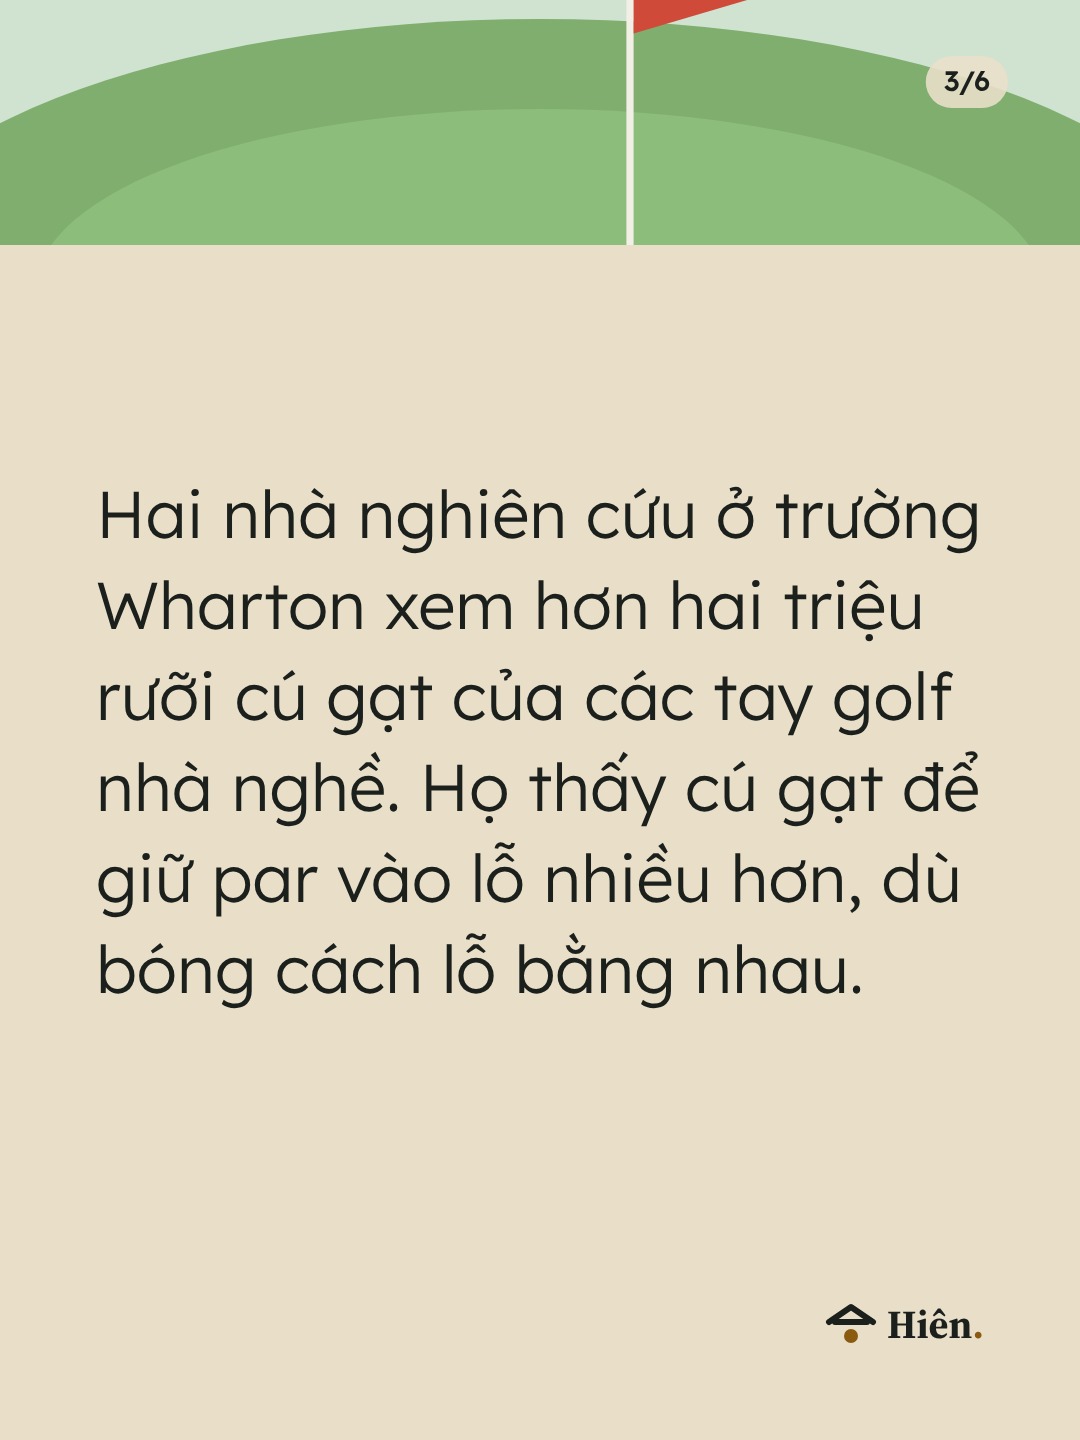 3/6
Hai nhà nghiên cứu ở trường
Wharton xem hơn hai triệu
rưỡi cú gạt của các tay golf
nhà nghề. Họ thấy cú gạt để
giữ par vào lỗ nhiều hơn, dù
bóng cách lỗ bằng nhau.
Hiên.